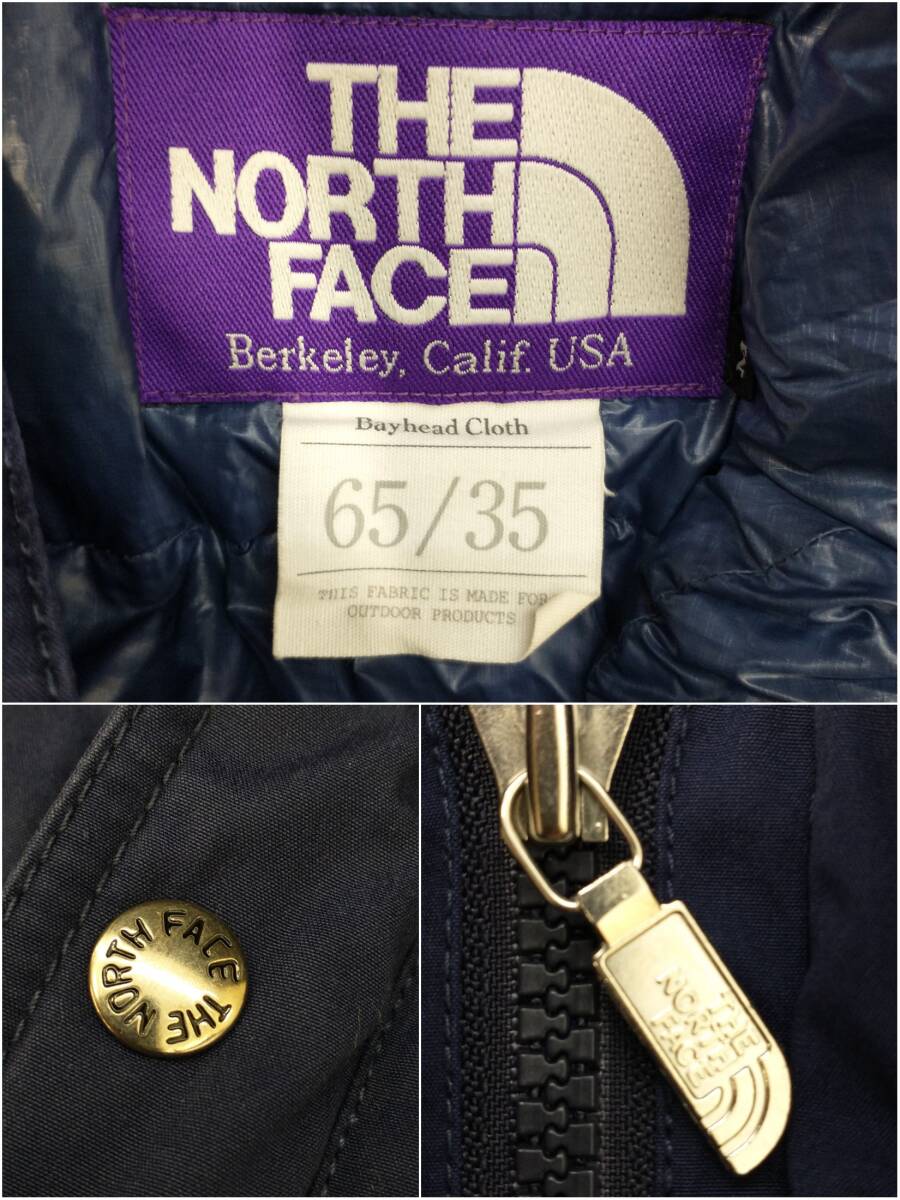 THE
NORTH
FACE
Berkeley, Calif. USA
Bayhead Cloth
65/35
THIS FABRIC IS MADE FOR
OUTDOOR PRODUCTS
THE NORTH FACE
THE
NORTH
FACE